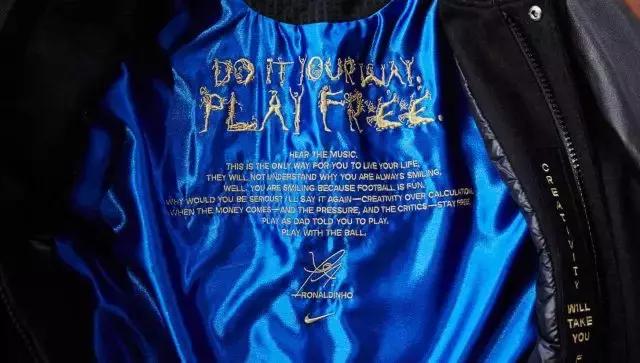 DO IT YOUR WAY.
PLAY FREE.
HEAR THE MUSIC.
THIS IS THE ONLY WAY FOR YOU TO LIVE YOUR LIFE.
THEY WILL NOT UNDERSTAND WHY YOU ARE ALWAYS SMILING.
WELL, YOU ARE SMILING BECAUSE FOOTBALL IS FUN.
WHY WOULD YOU BE SERIOUS? I'LL SAY IT AGAIN—CREATIVITY OVER CALCULATION.
WHEN THE MONEY COMES—AND THE PRESSURE, AND THE CRITICS—STAY FREE.
PLAY AS DAD TOLD YOU TO PLAY.
PLAY WITH THE BALL.
—RONALDINHO
CREATIVITY
WILL
TAKE
YOU